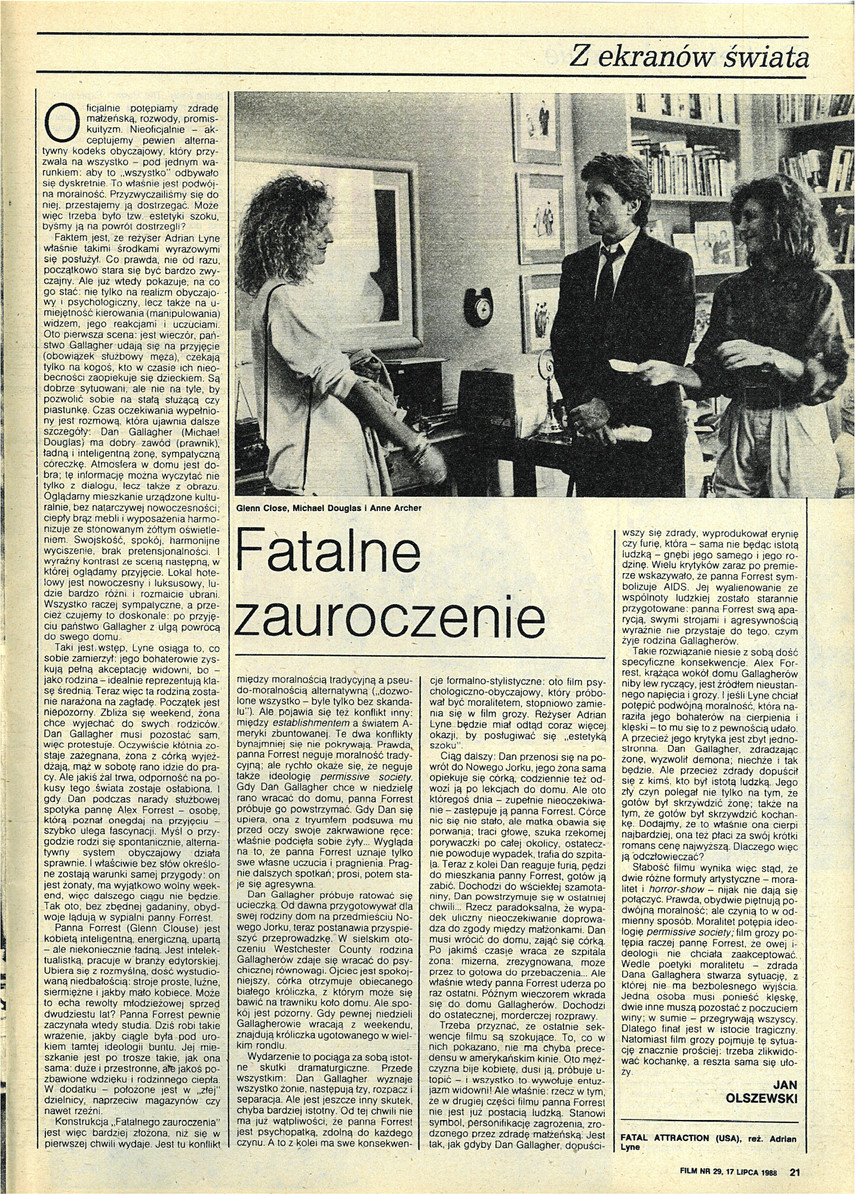 Z ekranów świata
Oficjalnie potępiamy zdradę
małżeńską, rozwody, promis-
kuityzm. Nieoficjalnie – ak-
ceptujemy pewien alterna-
tywny kodeks obyczajowy, który przy-
zwala na wszystko – pod jednym wa-
runkiem: aby to „wszystko" odbywało
się dyskretnie. To właśnie jest podwój-
na moralność. Przyzwyczailiśmy się do
niej, przestajemy ją dostrzegać. Może
więc trzeba było tzw. estetyki szoku,
byśmy ją na powrót dostrzegli?
Faktem jest, że reżyser Adrian Lyne
właśnie takimi środkami wyrazowymi
się posłużył. Co prawda, nie od razu,
początkowo stara się być bardzo zwy-
czajny. Ale już wtedy pokazuje, na co
go stać: nie tylko na realizm obyczajo-
wy i psychologiczny, lecz także na u-
miejętność kierowania (manipulowania)
widzem, jego reakcjami i uczuciami.
Oto pierwsza scena: jest wieczór, pań-
stwo Gallagher udają się na przyjęcie
(obowiązek służbowy męża), czekają
tylko na kogoś, kto w czasie ich nieo-
becności zaopiekuje się dzieckiem. Są
dobrze sytuowani, ale nie na tyle, by
pozwolić sobie na stałą służącą czy
piastunkę. Czas oczekiwania wypełnio-
ny jest rozmową, która ujawnia dalsze
szczegóły: Dan Gallagher (Michael
Douglas) ma dobry zawód (prawnik),
ładną i inteligentną żonę, sympatyczną
córeczkę. Atmosfera w domu jest do-
bra; tę informację można wyczytać nie
tylko z dialogu, lecz także z obrazu.
Oglądamy mieszkanie urządzone kultu-
ralnie, bez natarczywej nowoczesności;
ciepły brąz mebli i wyposażenia harmo-
nizuje ze stonowanym żółtym oświetle-
niem. Swojskość, spokój, harmonijne
wyciszenie, brak pretensjonalności. I
wyraźny kontrast ze sceną następną, w
której oglądamy przyjęcie. Lokal hote-
lowy jest nowoczesny i luksusowy, lu-
dzie bardzo różni i rozmaicie ubrani.
Wszystko raczej sympatyczne, a prze-
cież czujemy to doskonale: po przyję-
ciu państwo Gallagher z ulgą powrócą
do swego domu.
Taki jest wstęp, Lyne osiąga to, co
sobie zamierzył: jego bohaterowie zys-
kują pełną akceptację widowni, bo –
jako rodzina – idealnie reprezentują kla-
sę średnią. Teraz więc ta rodzina zosta-
nie narażona na zagładę. Początek jest
niepozorny. Zbliża się weekend, żona
chce wyjechać do swych rodziców.
Dan Gallagher musi pozostać sam,
więc protestuje. Oczywiście kłótnia zo-
staje zażegnana, żona z córką wyjeż-
dżają, mąż w sobotę rano idzie do pra-
cy. Ale jakiś żal trwa, odporność na po-
kusy tego świata zostaje osłabiona. I
gdy Dan podczas narady służbowej
spotyka pannę Alex Forrest – osobę,
którą poznał onegdaj na przyjęciu –
szybko ulega fascynacji. Myśl o przy-
godzie rodzi się spontanicznie, alterna-
tywny system obyczajowy działa
sprawnie. I właściwie bez słów określo-
ne zostają warunki samej przygody: on
jest żonaty, ma wyjątkowo wolny week-
end, więc dalszego ciągu nie będzie.
Tak oto, bez zbędnej gadaniny, oby-
dwoje lądują w sypialni panny Forrest.
Panna Forrest (Glenn Clouse) jest
kobietą inteligentną, energiczną, upartą
– ale niekoniecznie ładną. Jest intelek-
tualistką, pracuje w branży edytorskiej.
Ubiera się z rozmyślną, dość wystudio-
waną niedbałością: stroje proste, luźne,
siermiężne i jakby mało kobiece. Może
to echa rewolty młodzieżowej sprzed
dwudziestu lat? Panna Forrest pewnie
zaczynała wtedy studia. Dziś robi takie
wrażenie, jakby ciągle była pod uro-
kiem tamtej ideologii buntu. Jej mie-
szkanie jest po trosze takie, jak ona
sama: duże i przestronne, ale jakoś po-
zbawione wdzięku i rodzinnego ciepła.
W dodatku – położone jest w „złej"
dzielnicy, naprzeciw magazynów czy
nawet rzeźni.
Konstrukcja „Fatalnego zauroczenia"
jest więc bardziej złożona, niż się w
pierwszej chwili wydaje. Jest tu konflikt
Glenn Close, Michael Douglas i Anne Archer
Fatalne
zauroczenie
między moralnością tradycyjną a pseu-
do-moralnością alternatywną („dozwo-
lone wszystko – byle tylko bez skanda-
lu"). Ale pojawia się też konflikt inny:
między establishmentem a światem A-
meryki zbuntowanej. Te dwa konflikty
bynajmniej się nie pokrywają. Prawda,
panna Forrest neguje moralność trady-
cyjną; ale rychło okaże się, że neguje
także ideologię permissive society.
Gdy Dan Gallagher chce w niedzielę
rano wracać do domu, panna Forrest
próbuje go powstrzymać. Gdy Dan się
upiera, ona z tryumfem podsuwa mu
przed oczy swoje zakrwawione ręce:
właśnie podcięła sobie żyły... Wygląda
na to, że panna Forrest uznaje tylko
swe własne uczucia i pragnienia. Prag-
nie dalszych spotkań; prosi, potem sta-
je się agresywna.
Dan Gallagher próbuje ratować się
ucieczką. Od dawna przygotowywał dla
swej rodziny dom na przedmieściu No-
wego Jorku, teraz postanawia przyspie-
szyć przeprowadzkę. W sielskim oto-
czeniu Westchester County rodzina
Gallagherów zdaje się wracać do psy-
chicznej równowagi. Ojciec jest spokoj-
niejszy, córka otrzymuje obiecanego
białego króliczka, z którym może się
bawić na trawniku koło domu. Ale spo-
kój jest pozorny. Gdy pewnej niedzieli
Gallagherowie wracają z weekendu,
znajdują króliczka ugotowanego w wiel-
kim rondlu.
Wydarzenie to pociąga za sobą istot-
ne skutki dramaturgiczne. Przede
wszystkim: Dan Gallagher wyznaje
wszystko żonie, następują łzy, rozpacz i
separacja. Ale jest jeszcze inny skutek,
chyba bardziej istotny. Od tej chwili nie
ma już wątpliwości, że panna Forrest
jest psychopatką, zdolną do każdego
czynu. A to z kolei ma swe konsekwen-
cje formalno-stylistyczne: oto film psy-
chologiczno-obyczajowy, który próbo-
wał być moralitetem, stopniowo zamie-
nia się w film grozy. Reżyser Adrian
Lyne będzie miał odtąd coraz więcej
okazji, by posługiwać się „estetyką
szoku".
Ciąg dalszy: Dan przenosi się na po-
wrót do Nowego Jorku, jego żona sama
opiekuje się córką, codziennie też od-
wozi ją po lekcjach do domu. Ale oto
któregoś dnia – zupełnie nieoczekiwa-
nie – zastępuje ją panna Forrest. Córce
nic się nie stało, ale matka obawia się
porwania; traci głowę, szuka rzekomej
porywaczki po całej okolicy, ostatecz-
nie powoduje wypadek, trafia do szpita-
la. Teraz z kolei Dan reaguje furią, pędzi
do mieszkania panny Forrest, gotów ją
zabić. Dochodzi do wściekłej szamota-
niny, Dan powstrzymuje się w ostatniej
chwili... Rzecz paradoksalna, że wypa-
dek uliczny nieoczekiwanie doprowa-
dza do zgody między małżonkami. Dan
musi wrócić do domu, zająć się córką.
Po jakimś czasie wraca ze szpitala
żona: mizerna, zrezygnowana, może
przez to gotowa do przebaczenia... Ale
właśnie wtedy panna Forrest uderza po
raz ostatni. Późnym wieczorem wkrada
się do domu Gallagherów. Dochodzi
do ostatecznej, morderczej rozprawy.
Trzeba przyznać, że ostatnie sek-
wencje filmu są szokujące. To, co w
nich pokazano, nie ma chyba prece-
densu w amerykańskim kinie. Oto męż-
czyzna bije kobietę, dusi ją, próbuje u-
topić – i wszystko to wywołuje entuz-
jazm widowni! Ale właśnie: rzecz w tym,
że w drugiej części filmu panna Forrest
nie jest już postacią ludzką. Stanowi
symbol, personifikację zagrożenia, zro-
dzonego przez zdradę małżeńską. Jest
tak, jak gdyby Dan Gallagher, dopuści-
wszy się zdrady, wyprodukował erynię
czy furię, która – sama nie będąc istotą
ludzką – gnębi jego samego i jego ro-
dzinę. Wielu krytyków zaraz po premie-
rze wskazywało, że panna Forrest sym-
bolizuje AIDS. Jej wyalienowanie ze
wspólnoty ludzkiej zostało starannie
przygotowane: panna Forrest swą apa-
rycją, swymi strojami i agresywnością
wyraźnie nie przystaje do tego, czym
żyje rodzina Gallagherów.
Takie rozwiązanie niesie z sobą dość
specyficzne konsekwencje. Alex For-
rest, krążąca wokół domu Gallagherów
niby lew ryczący, jest źródłem nieustan-
nego napięcia i grozy. I jeśli Lyne chciał
potępić podwójną moralność, która na-
raziła jego bohaterów na cierpienia i
klęski – to mu się to z pewnością udało.
A przecież jego krytyka jest zbyt jedno-
stronna. Dan Gallagher, zdradzając
żonę, wyzwolił demona; niechże i tak
będzie. Ale przecież zdrady dopuścił
się z kimś, kto był istotą ludzką. Jego
zły czyn polegał nie tylko na tym, że
gotów był skrzywdzić żonę; także na
tym, że gotów był skrzywdzić kochan-
kę. Dodajmy, że to właśnie ona cierpi
najbardziej, ona też płaci za swój krótki
romans cenę najwyższą. Dlaczego więc
ją odczłowieczać?
Słabość filmu wynika więc stąd, że
dwie różne formuły artystyczne – mora-
litet i horror-show – nijak nie dają się
połączyć. Prawda, obydwie piętnują po-
dwójną moralność; ale czynią to w od-
mienny sposób. Moralitet potępia ideo-
logię permissive society; film grozy po-
tępia raczej pannę Forrest, że owej i-
deologii nie chciała zaakceptować.
Wedle poetyki moralitetu – zdrada
Dana Gallaghera stwarza sytuację, z
której nie ma bezbolesnego wyjścia.
Jedna osoba musi ponieść klęskę,
dwie inne muszą pozostać z poczuciem
winy; w sumie – przegrywają wszyscy.
Dlatego finał jest w istocie tragiczny.
Natomiast film grozy pojmuje tę sytua-
cję znacznie prościej: trzeba zlikwido-
wać kochankę, a reszta sama się uło-
ży.
JAN
OLSZEWSKI
FATAL ATTRACTION (USA), reż. Adrian
Lyne
FILM NR 29, 17 LIPCA 1988 21